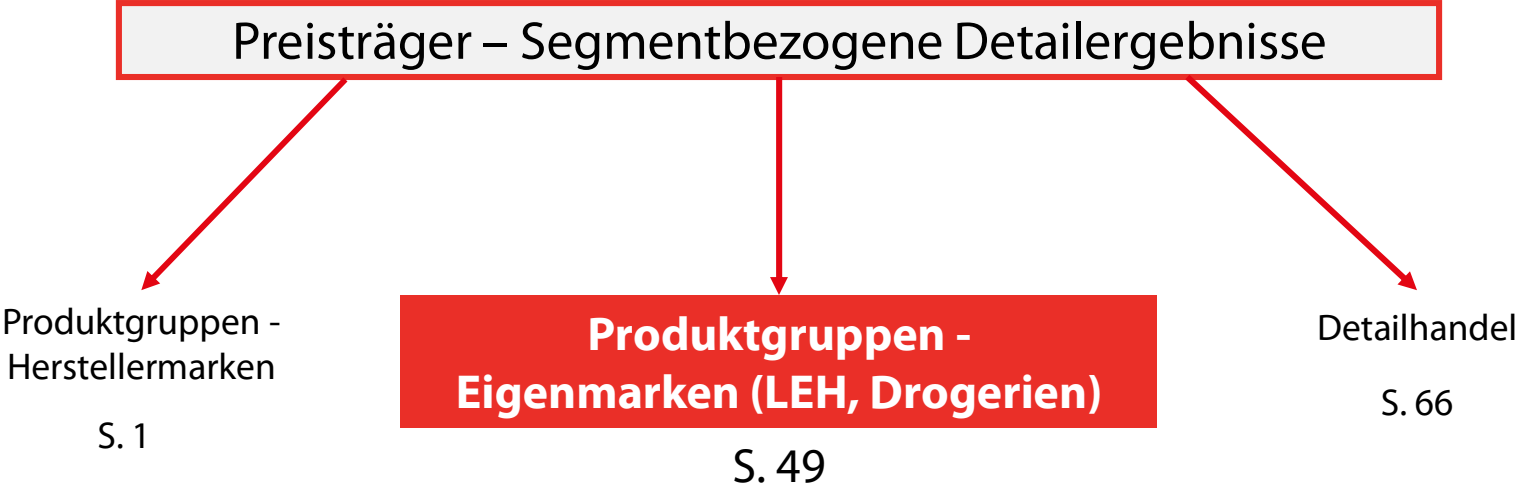 Preisträger – Segmentbezogene Detailergebnisse
Produktgruppen -
Herstellermarken
S. 1
Produktgruppen -
Eigenmarken (LEH, Drogerien)
S. 49
Detailhandel
S. 66